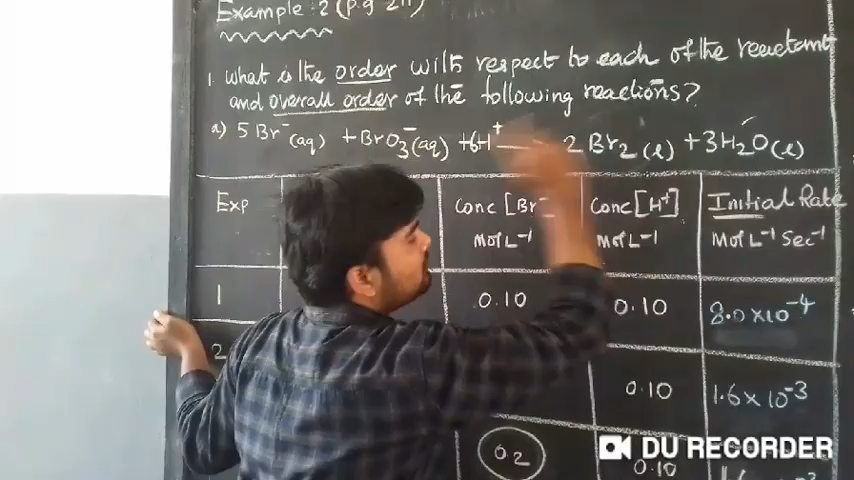 Example:2 (Pg 211)
1. What is the order with respect to each of the reactant
and overall order of the following reactions?
a) 5 Br⁻(aq) + BrO₃⁻(aq) + 6H⁺ 2 Br₂(l) + 3H₂O(l)
Exp Conc [Br⁻] Conc [H⁺] Initial Rate
Mol L⁻¹ Mol L⁻¹ Mol L⁻¹ Sec⁻¹
1 0.10 0.10 8.0 x 10⁻⁴
2 0.10 1.6 x 10⁻³
0.2 0.10
DU RECORDER